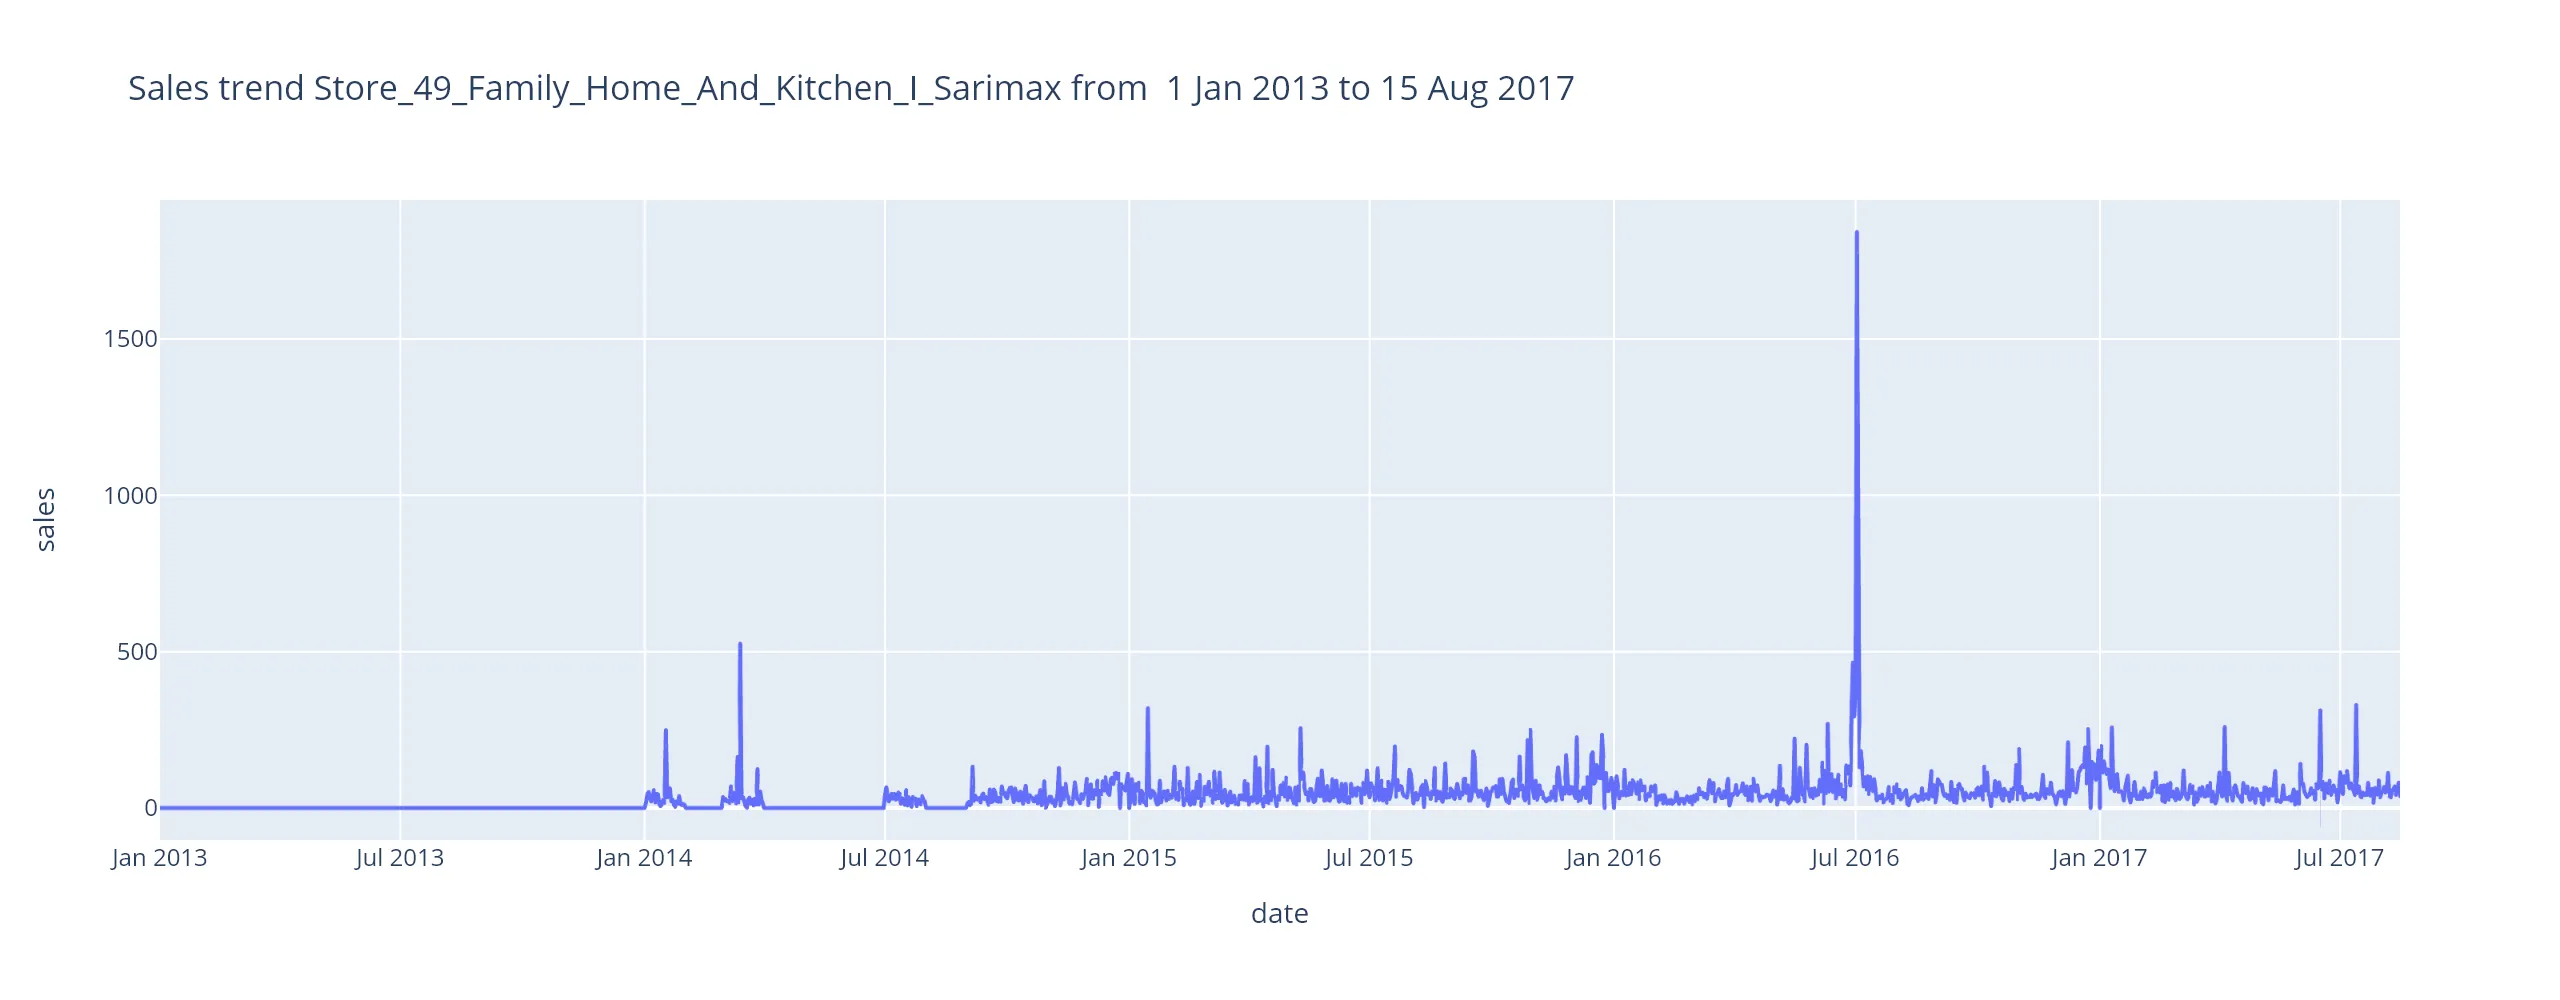 Sales trend Store_49_Family_Home_And_Kitchen_I_Sarimax from  1 Jan 2013 to 15 Aug 2017
sales
1500
1000
500
0
Jan 2013
Jul 2013
Jan 2014
Jul 2014
Jan 2015
Jul 2015
Jan 2016
Jul 2016
Jan 2017
Jul 2017
date